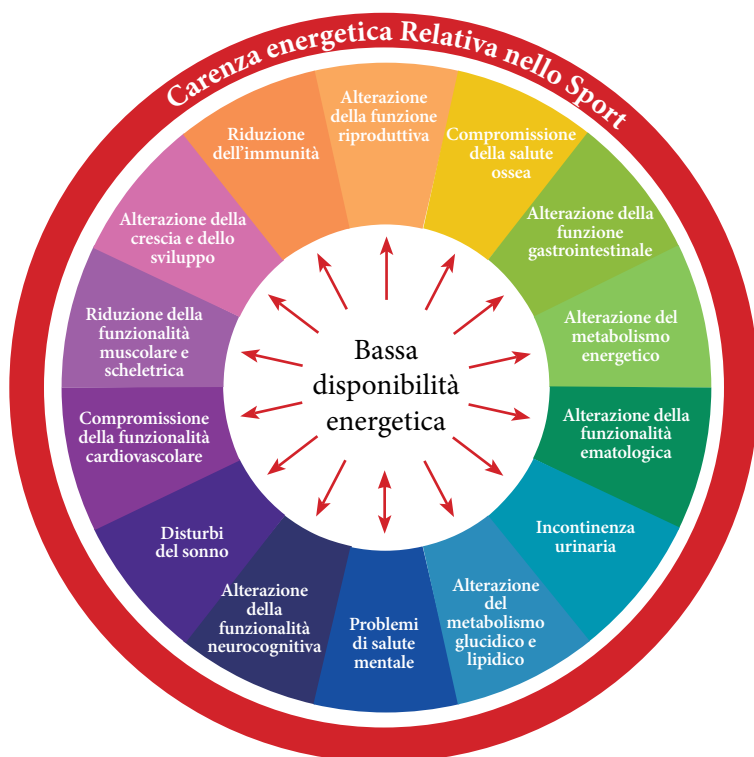 Carenza energetica Relativa nello Sport
Alterazione
della funzione
riproduttiva
Compromissione
della salute
ossea
Alterazione della
funzione
gastrointestinale
Alterazione del
metabolismo
energetico
Alterazione della
funzionalità
ematologica
Incontinenza
urinaria
Alterazione
del
metabolismo
glucidico e
lipidico
Problemi
di salute
mentale
Alterazione
della
funzionalità
neurocognitiva
Disturbi
del sonno
Compromissione
della funzionalità
cardiovascolare
Riduzione della
funzionalità
muscolare e
scheletrica
Alterazione della
crescia e dello
sviluppo
Riduzione
dell'immunità
Bassa
disponibilità
energetica